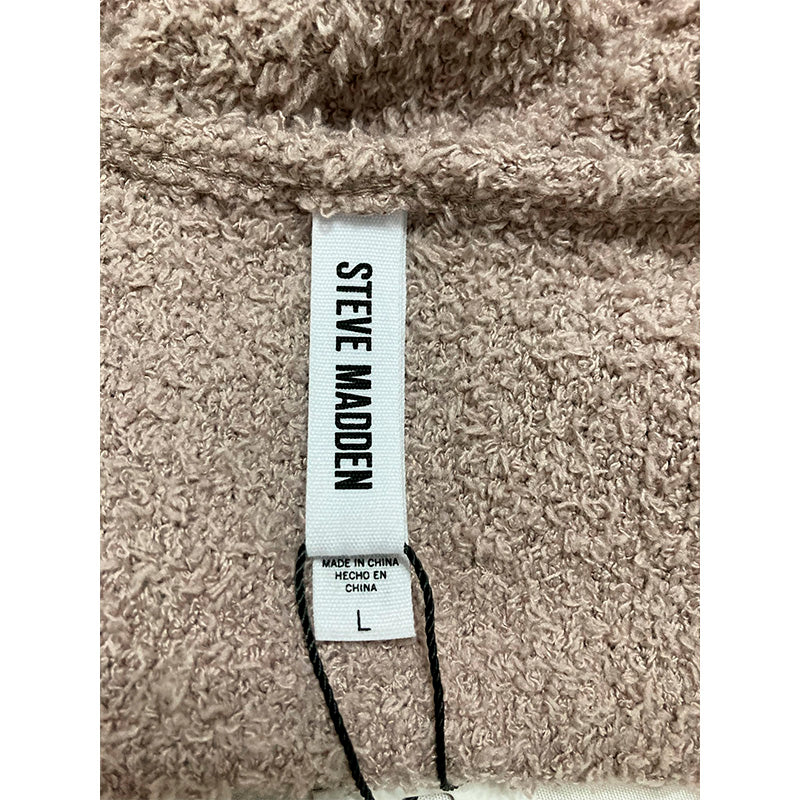 STEVE MADDEN
MADE IN CHINA
HECHO EN
CHINA
L